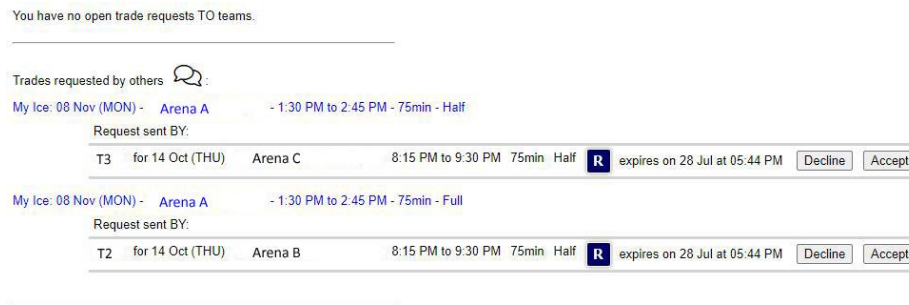 You have no open trade requests TO teams.
Trades requested by others :
My Ice: 08 Nov (MON) - Arena A - 1:30 PM to 2:45 PM - 75min - Half
Request sent BY:
T3 for 14 Oct (THU) Arena C 8:15 PM to 9:30 PM 75min Half R expires on 28 Jul at 05:44 PM Decline Accept
My Ice: 08 Nov (MON) - Arena A - 1:30 PM to 2:45 PM - 75min - Full
Request sent BY:
T2 for 14 Oct (THU) Arena B 8:15 PM to 9:30 PM 75min Half R expires on 28 Jul at 05:44 PM Decline Accept